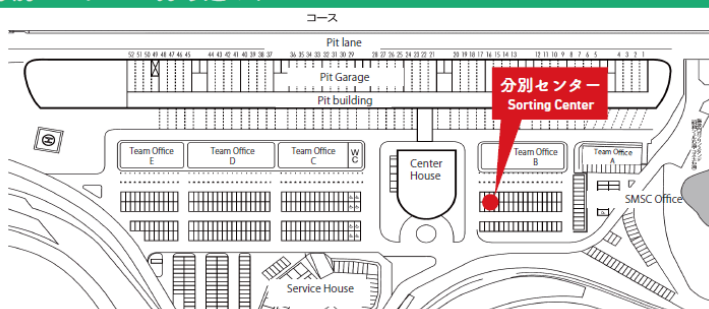 コース
Pit lane
52 51 50 49 48 47 46 45 44 43 42 41 40 39 38 37 36 35 34 33 32 31 30 29 28 27 26 25 24 23 22 21 20 19 18 17 16 15 14 13 12 11 10 9 8 7 6 5 4 3 2 1
Pit Garage
Pit building
分別センター
Sorting Center
Team Office
E
Team Office
D
Team Office
C
WC
Center
House
Team Office
B
Team Office
A
SMSC Office
Service House
H